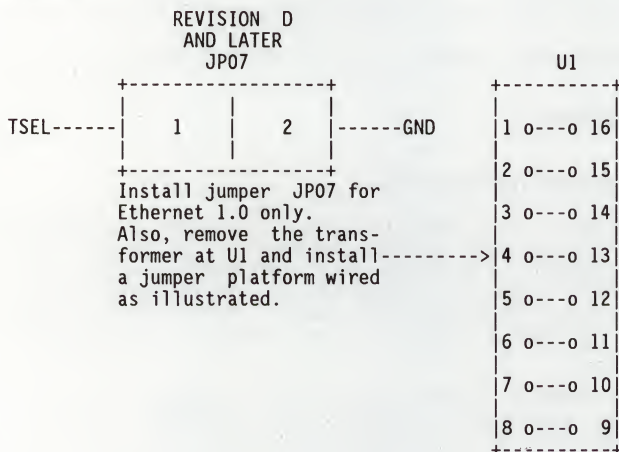 REVISION D
AND LATER
JP07
U1
TSEL------| 1 | 2 |------GND
Install jumper JP07 for
Ethernet 1.0 only.
Also, remove the trans-
former at U1 and install--------->
a jumper platform wired
as illustrated.
1 o---o 16
2 o---o 15
3 o---o 14
4 o---o 13
5 o---o 12
6 o---o 11
7 o---o 10
8 o---o 9